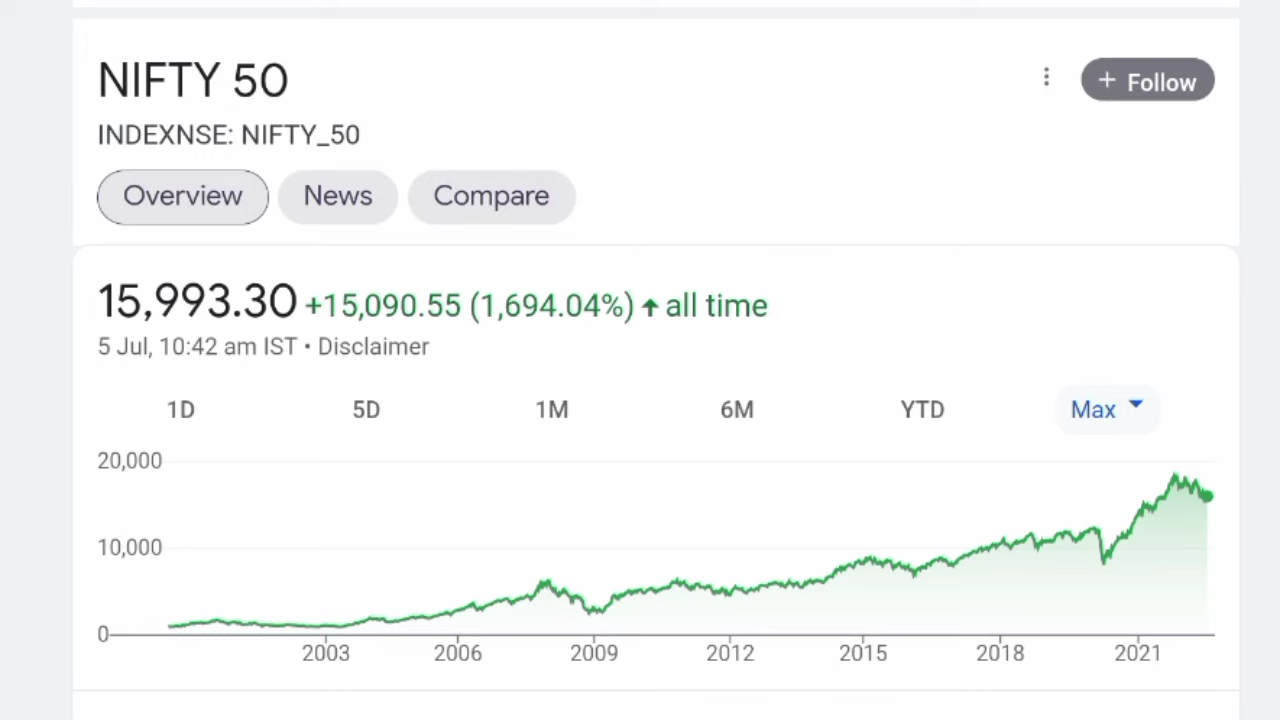 NIFTY 50
+ Follow
INDEXNSE: NIFTY_50
Overview News Compare
15,993.30 +15,090.55 (1,694.04%) ↑ all time
5 Jul, 10:42 am IST • Disclaimer
1D 5D 1M 6M YTD Max
20,000
10,000
0
2003 2006 2009 2012 2015 2018 2021